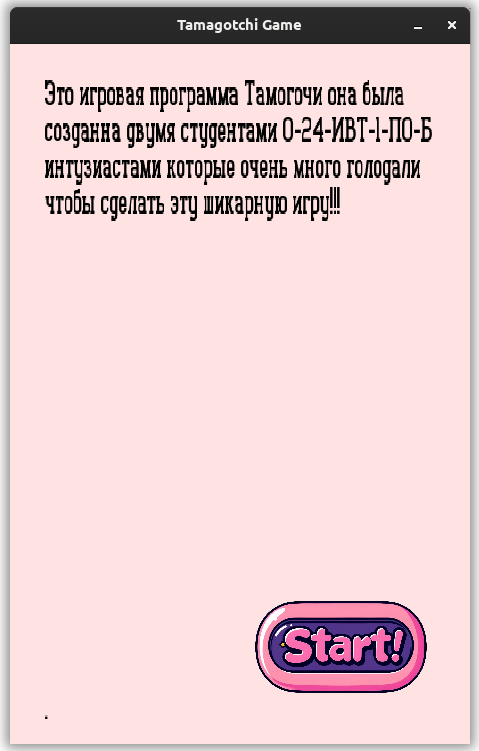 Tamagotchi Game
Это игровая программа Тамогочи она была
созданна двумя студентами О-24-ИВТ-1-ПО-Б
интузиастами которые очень много голодали
чтобы сделать эту шикарную игру!!!
Start!
.